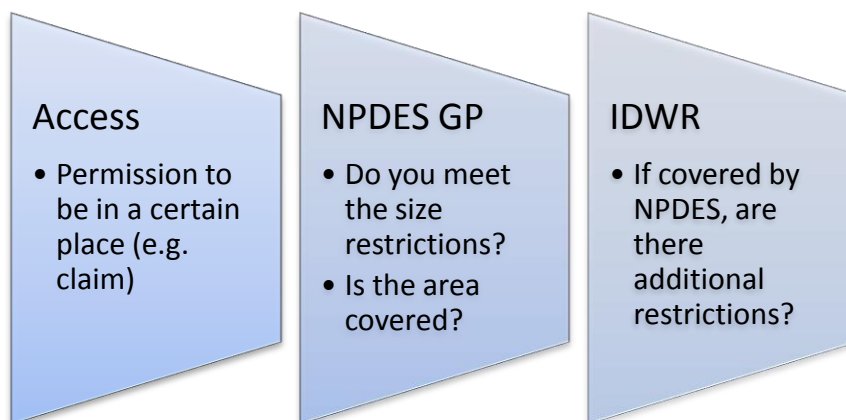 Access
• Permission to
be in a certain
place (e.g.
claim)
NPDES GP
• Do you meet
the size
restrictions?
• Is the area
covered?
IDWR
• If covered by
NPDES, are
there
additional
restrictions?